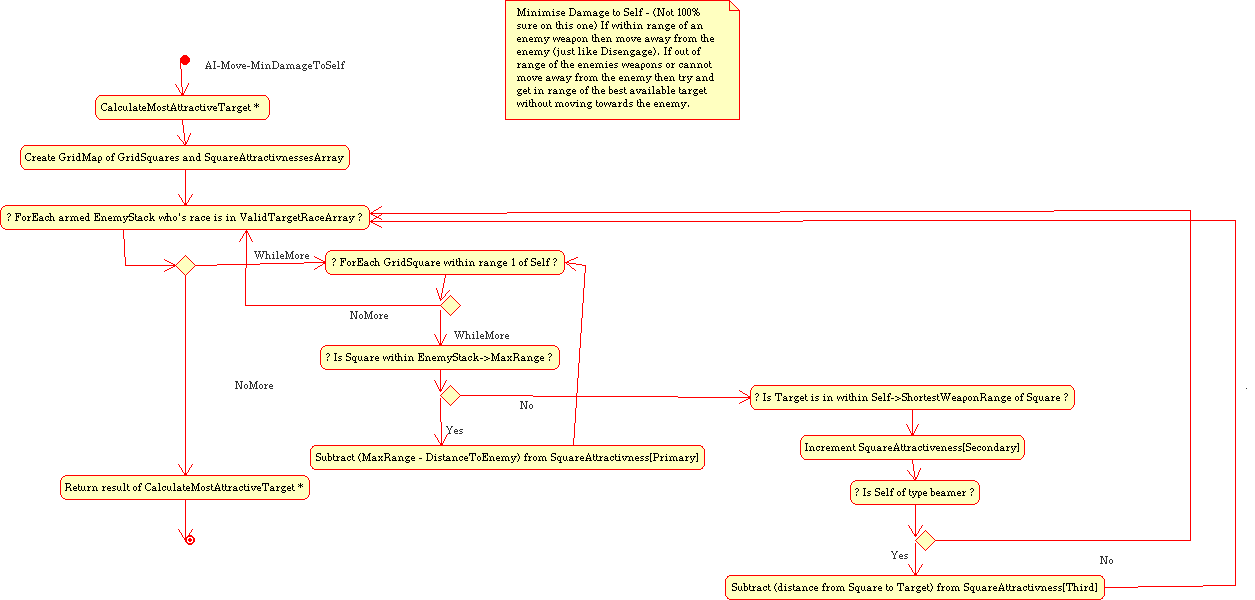 Minimise Damage to Self - (Not 100%
sure on this one) If within range of an
enemy weapon then move away from the
enemy (just like Disengage). If out of
range of the enemies weapons or cannot
move away from the enemy then try and
get in range of the best available target
without moving towards the enemy.
AI-Move-MinDamageToSelf
CalculateMostAttractiveTarget *
Create GridMap of GridSquares and SquareAttractivnessesArray
? ForEach armed EnemyStack who's race is in ValidTargetRaceArray ?
WhileMore
? ForEach GridSquare within range 1 of Self ?
NoMore
WhileMore
? Is Square within EnemyStack->MaxRange ?
NoMore
No
? Is Target is in within Self->ShortestWeaponRange of Square ?
Yes
Increment SquareAttractiveness[Secondary]
Subtract (MaxRange - DistanceToEnemy) from SquareAttractivness[Primary]
Return result of CalculateMostAttractiveTarget *
? Is Self of type beamer ?
Yes
No
Subtract (distance from Square to Target) from SquareAttractivness[Third]